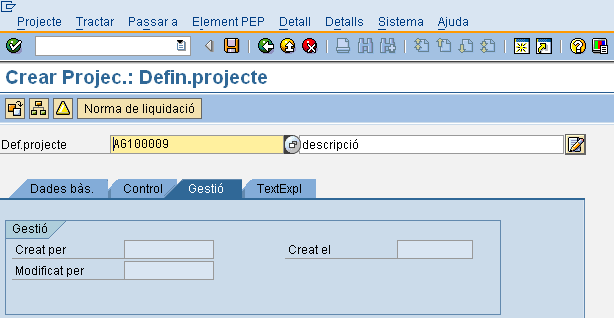 Projecte Tractar Passar a Element PEP Detall Detalls Sistema Ajuda
Crear Projec.: Defin.projecte
Norma de liquidació
Def.projecte A6100009 descripció
Dades bàs. Control Gestió TextExpl
Gestió
Creat per Creat el
Modificat per